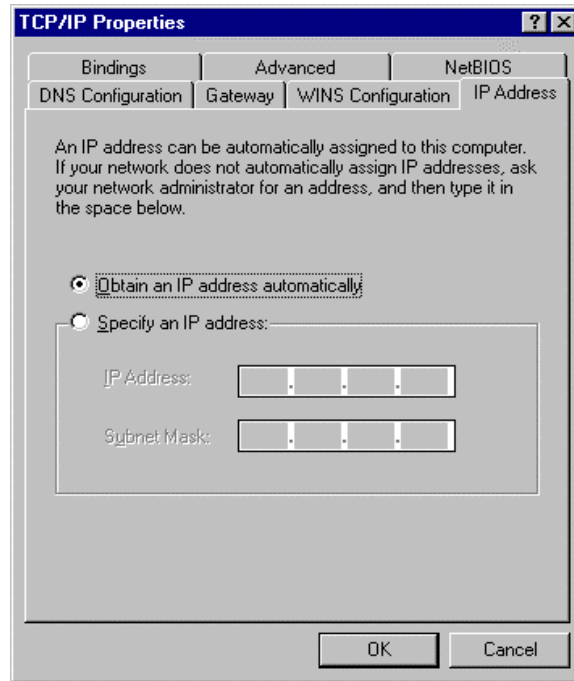 TCP/IP Properties
Bindings Advanced NetBIOS
DNS Configuration Gateway WINS Configuration IP Address
An IP address can be automatically assigned to this computer.
If your network does not automatically assign IP addresses, ask
your network administrator for an address, and then type it in
the space below.
Obtain an IP address automatically
Specify an IP address:
IP Address:
Subnet Mask:
OK Cancel